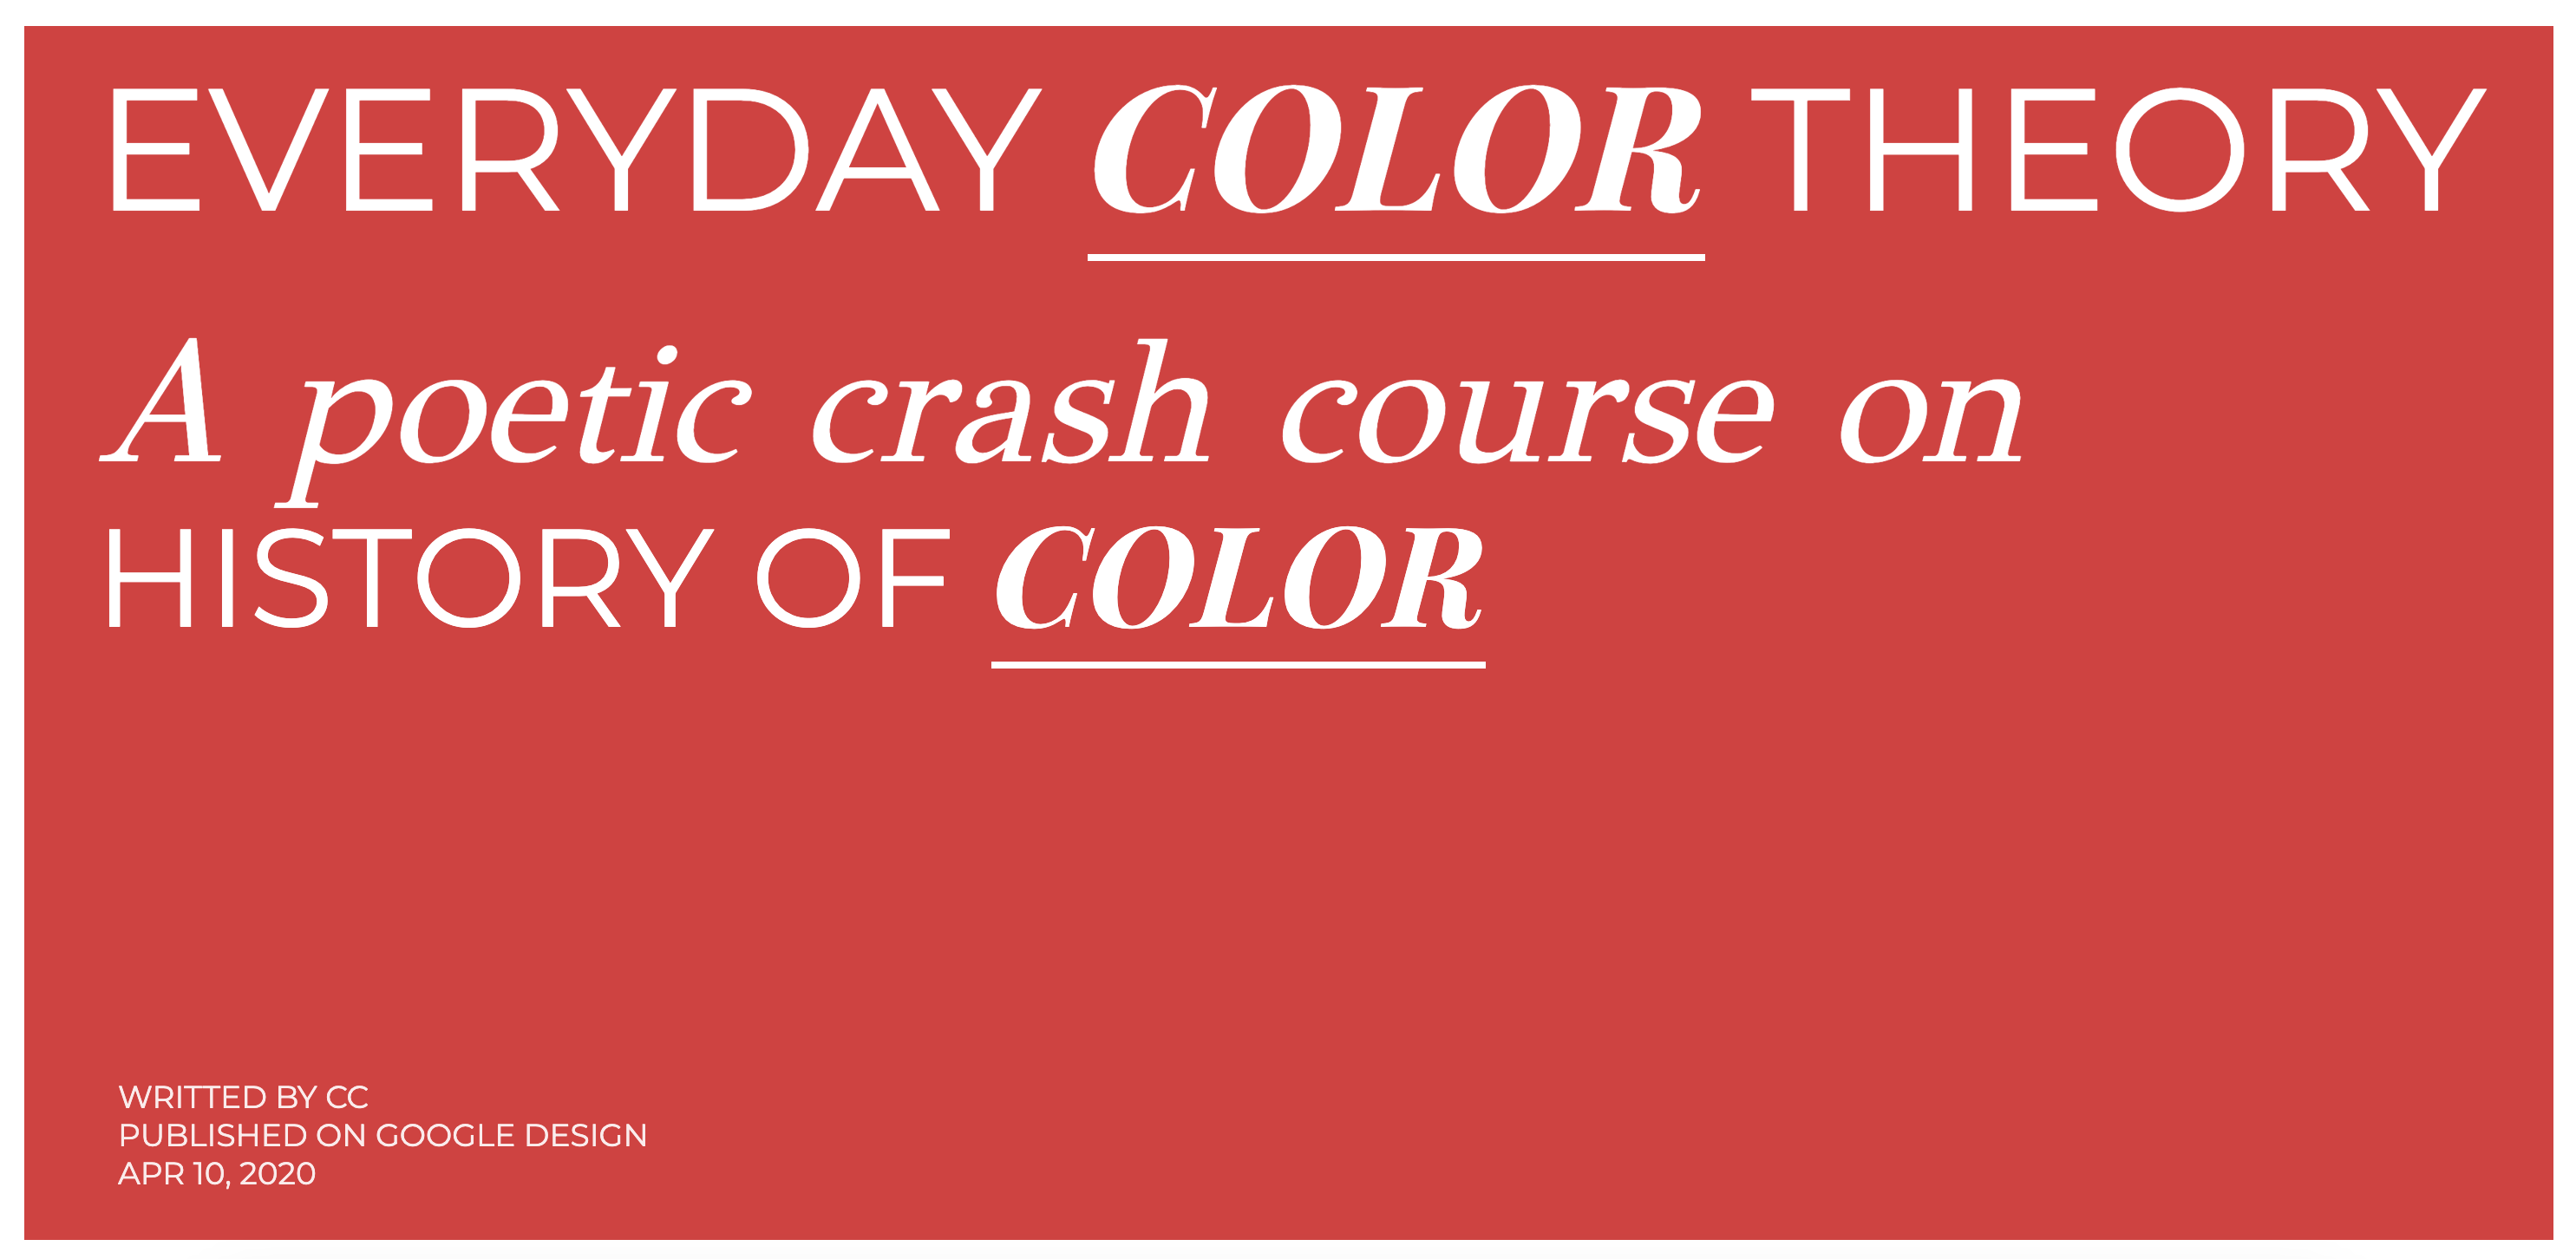 EVERYDAY COLOR THEORY
A poetic crash course on
HISTORY OF COLOR
WRITTED BY CC
PUBLISHED ON GOOGLE DESIGN
APR 10, 2020